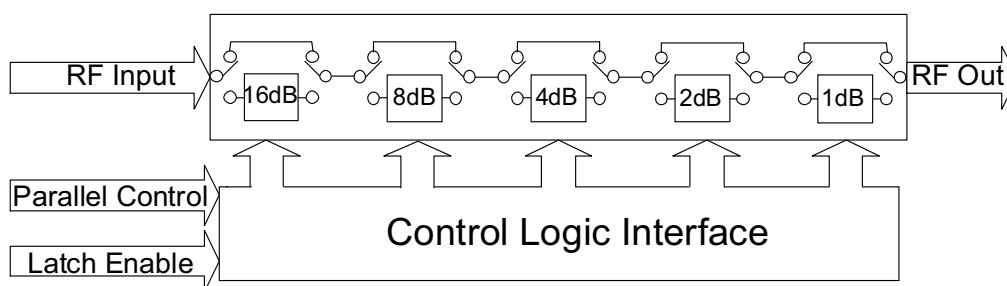 RF Input
16dB
8dB
4dB
2dB
1dB
RF Out
Parallel Control
Control Logic Interface
Latch Enable